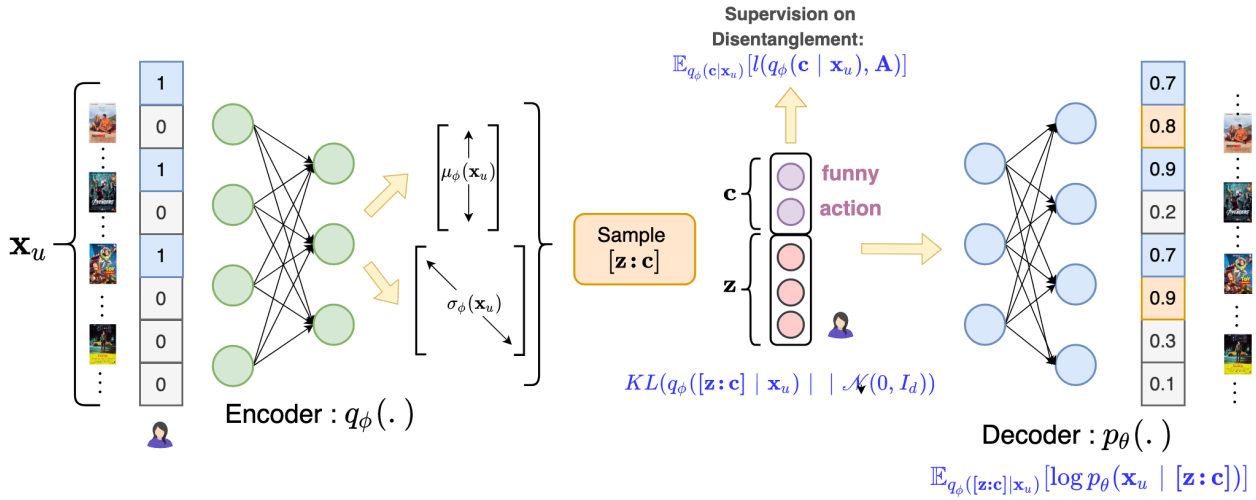 Supervision on
Disentanglement:
𝔼_{q_ϕ(c|x_u)}[l(q_ϕ(c | x_u), A)]
x_u
1
0
1
0
1
0
0
0
Encoder : q_ϕ(.)
μ_ϕ(x_u)
σ_ϕ(x_u)
Sample
[z : c]
c
funny
action
z
KL(q_ϕ([z : c] | x_u) | | 𝒩(0, I_d))
0.7
0.8
0.9
0.2
0.7
0.9
0.3
0.1
Decoder : p_θ(.)
𝔼_{q_ϕ([z:c]|x_u)}[log p_θ(x_u | [z : c])]